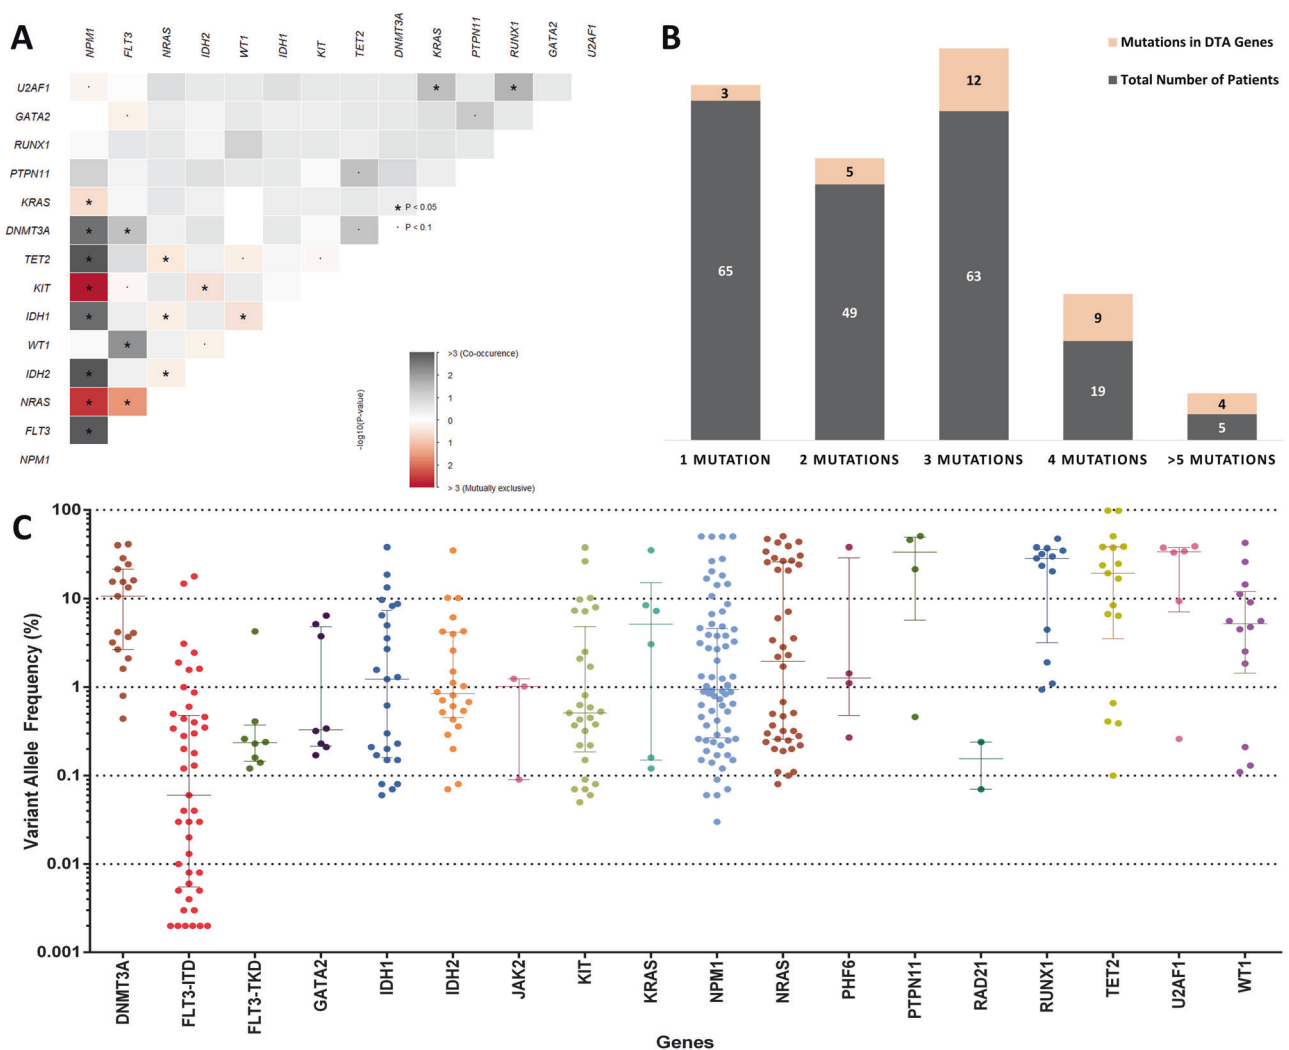 A
NPM1
FLT3
NRAS
IDH2
WT1
IDH1
KIT
TET2
DNMT3A
KRAS
PTPN11
RUNX1
GATA2
U2AF1
U2AF1
GATA2
RUNX1
PTPN11
KRAS
DNMT3A
TET2
KIT
IDH1
WT1
IDH2
NRAS
FLT3
NPM1
* P < 0.05
· P < 0.1
-log10(P-value)
>3 (Co-occurence)
2
1
0
1
2
> 3 (Mutually exclusive)
B
Mutations in DTA Genes
Total Number of Patients
3
65
5
49
12
63
9
19
4
5
1 MUTATION
2 MUTATIONS
3 MUTATIONS
4 MUTATIONS
>5 MUTATIONS
C
Variant Allele Frequency (%)
100
10
1
0.1
0.01
0.001
DNMT3A
FLT3-ITD
FLT3-TKD
GATA2
IDH1
IDH2
JAK2
KIT
KRAS
NPM1
NRAS
PHF6
PTPN11
RAD21
RUNX1
TET2
U2AF1
WT1
Genes